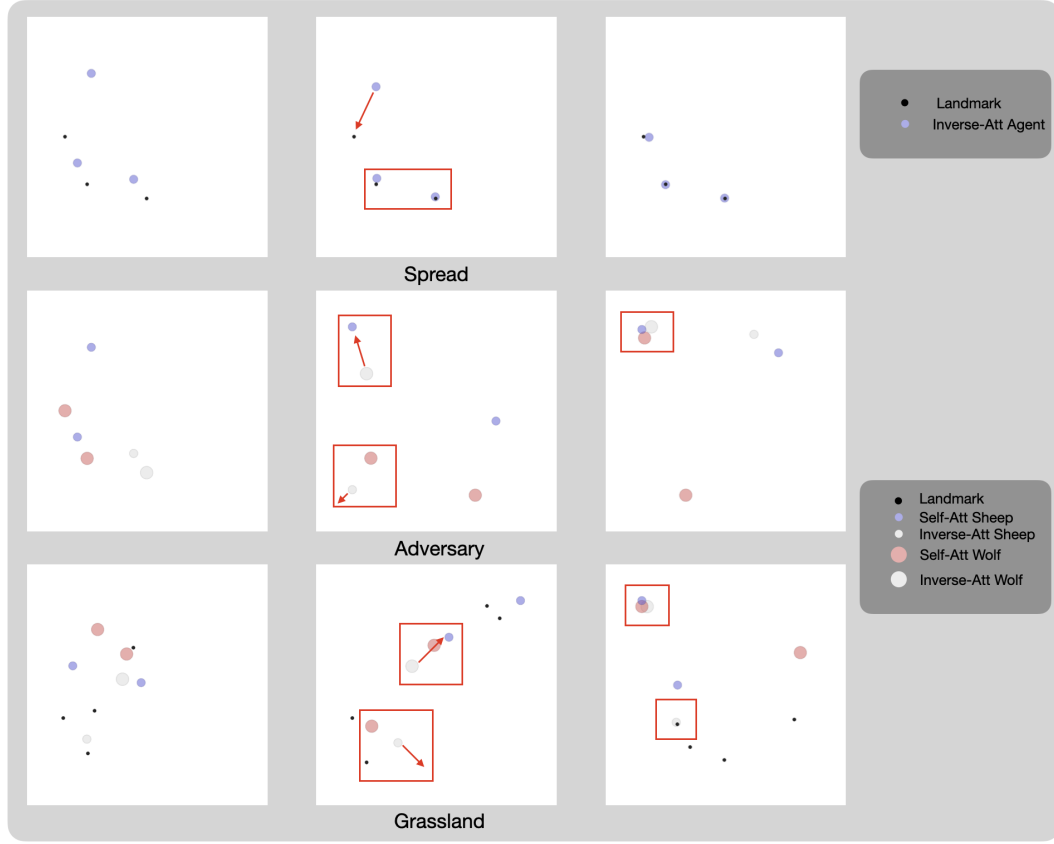 Landmark
Inverse-Att Agent
Spread
Adversary
Landmark
Self-Att Sheep
Inverse-Att Sheep
Self-Att Wolf
Inverse-Att Wolf
Grassland